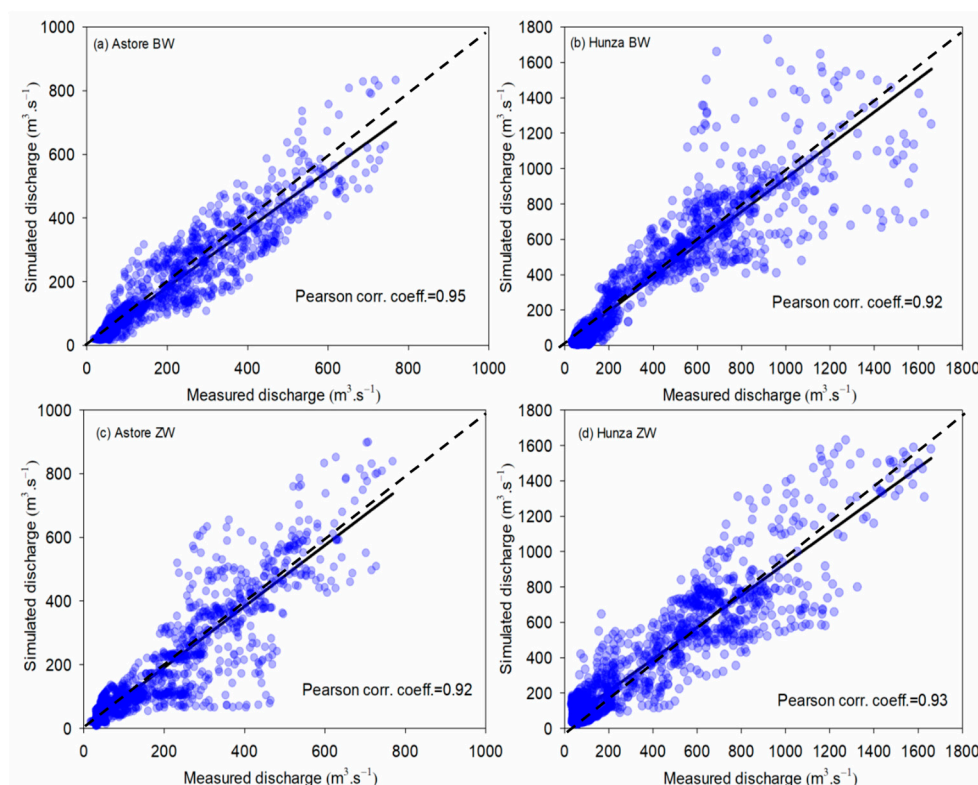 1000
(a) Astore BW
800
600
400
200
0
Simulated discharge (m³.s⁻¹)
Pearson corr. coeff.=0.95
0 200 400 600 800 1000
Measured discharge (m³.s⁻¹)
1800
(b) Hunza BW
1600
1400
1200
1000
800
600
400
200
0
Simulated discharge (m³.s⁻¹)
Pearson corr. coeff.=0.92
0 200 400 600 800 1000 1200 1400 1600 1800
Measured discharge (m³.s⁻¹)
1000
(c) Astore ZW
800
600
400
200
0
Simulated discharge (m³.s⁻¹)
Pearson corr. coeff.=0.92
0 200 400 600 800 1000
Measured discharge (m³.s⁻¹)
1800
(d) Hunza ZW
1600
1400
1200
1000
800
600
400
200
0
Simulated discharge (m³.s⁻¹)
Pearson corr. coeff.=0.93
0 200 400 600 800 1000 1200 1400 1600 1800
Measured discharge (m³.s⁻¹)